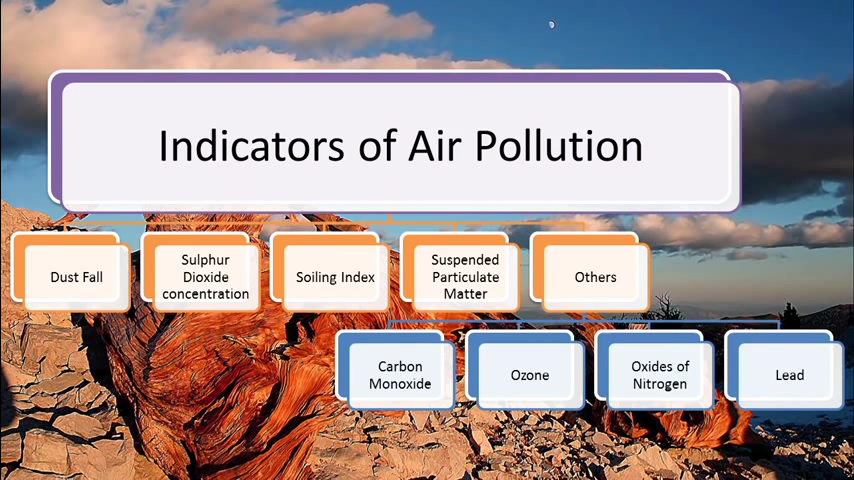 Indicators of Air Pollution
Dust Fall
Sulphur
Dioxide
concentration
Soiling Index
Suspended
Particulate
Matter
Others
Carbon
Monoxide
Ozone
Oxides of
Nitrogen
Lead